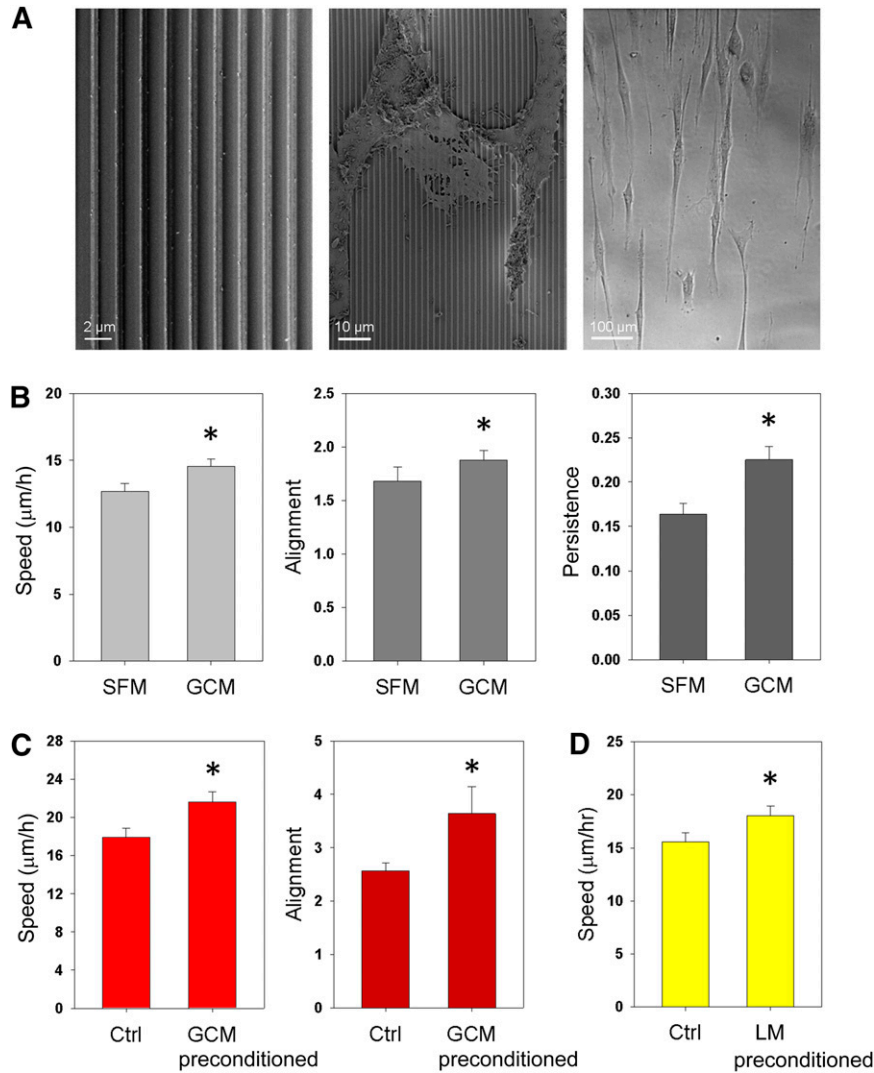 A
2 µm
10 µm
100 µm
B
Speed (µm/h)
20
15
10
5
0
SFM GCM
*
Alignment
2.5
2.0
1.5
1.0
0.5
0.0
SFM GCM
*
Persistence
0.30
0.25
0.20
0.15
0.10
0.05
0.00
SFM GCM
*
C
Speed (µm/h)
28
24
20
16
12
8
4
0
Ctrl GCM
preconditioned
*
Alignment
5
4
3
2
1
0
Ctrl GCM
preconditioned
*
D
Speed (µm/hr)
25
20
15
10
5
0
Ctrl LM
preconditioned
*